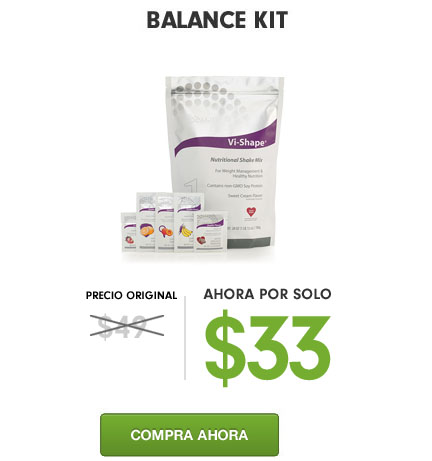 BALANCE KIT
Vi-Shape®
Nutritional Shake Mix
For Weight Management &
Healthy Nutrition
Contains non-GMO Soy Protein
Sweet Cream Flavor
PRECIO ORIGINAL
$49
AHORA POR SOLO
$33
COMPRA AHORA